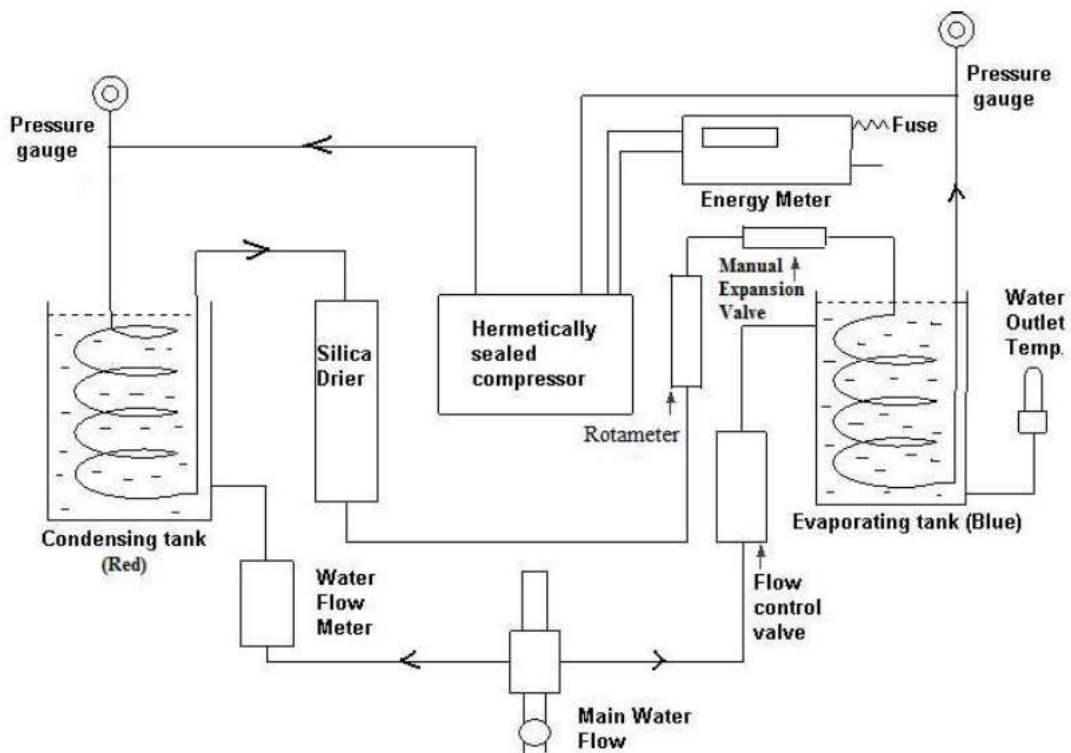 Pressure
gauge
Pressure
gauge
Fuse
Energy Meter
Manual
Expansion
Valve
Water
Outlet
Temp.
Silica
Drier
Hermetically
sealed
compressor
Rotameter
Condensing tank
(Red)
Evaporating tank (Blue)
Water
Flow
Meter
Flow
control
valve
Main Water
Flow